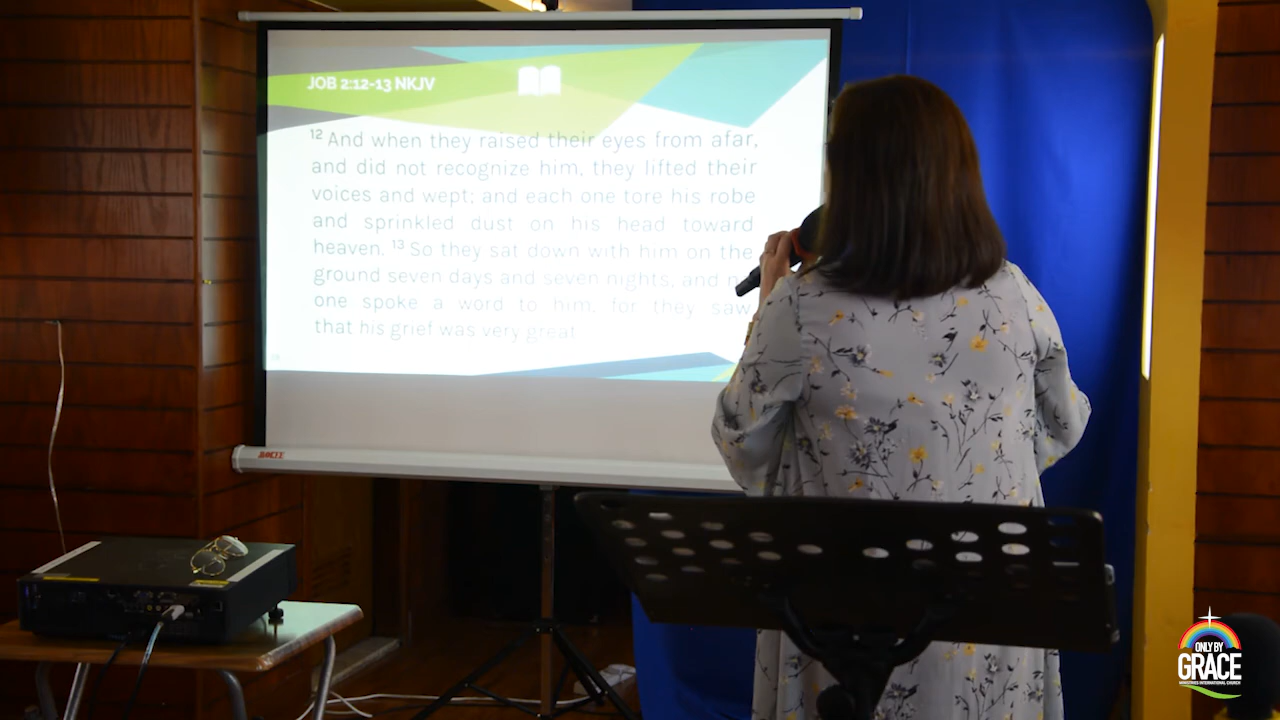 JOB 2:12-13 NKJV
12 And when they raised their eyes from afar,
and did not recognize him, they lifted their
voices and wept; and each one tore his robe
and sprinkled dust on his head toward
heaven. 13 So they sat down with him on the
ground seven days and seven nights, and
one spoke a word to him, for they saw
that his grief was very great
ONLY BY
GRACE
MINISTRIES INTERNATIONAL CHURCH